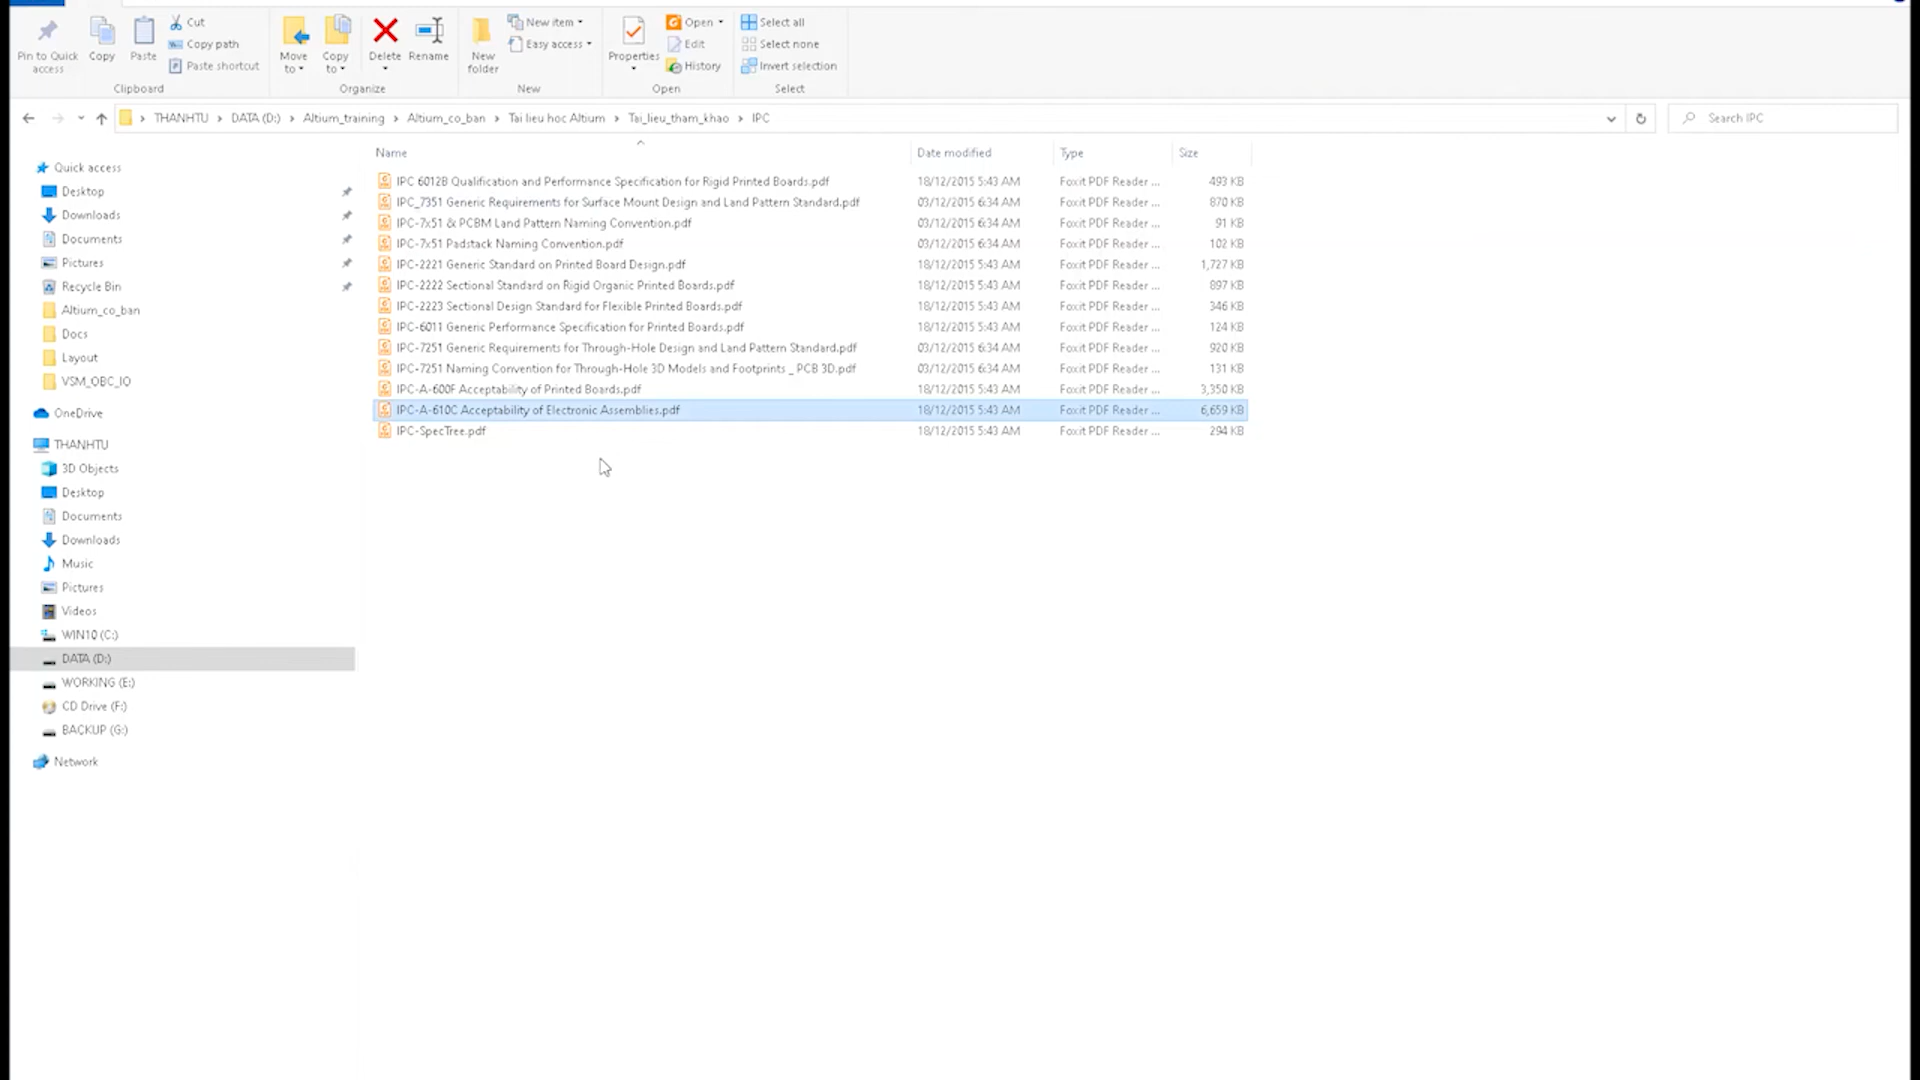 Pin to Quick access
Copy
Paste
Cut
Copy path
Paste shortcut
Clipboard
Move to
Copy to
Delete
Rename
Organize
New folder
New item
Easy access
New
Properties
Open
Edit
History
Open
Select all
Select none
Invert selection
Select
THANHTU > DATA (D:) > Altium_training > Altium_co_ban > Tai lieu hoc Altium > Tai_lieu_tham_khao > IPC
Search IPC
Name Date modified Type Size
IPC 6012B Qualification and Performance Specification for Rigid Printed Boards.pdf 18/12/2015 5:43 AM Foxit PDF Reader ... 493 KB
IPC_7351 Generic Requirements for Surface Mount Design and Land Pattern Standard.pdf 03/12/2015 6:34 AM Foxit PDF Reader ... 870 KB
IPC-7x51 & PCBM Land Pattern Naming Convention.pdf 03/12/2015 6:34 AM Foxit PDF Reader ... 91 KB
IPC-7x51 Padstack Naming Convention.pdf 03/12/2015 6:34 AM Foxit PDF Reader ... 102 KB
IPC-2221 Generic Standard on Printed Board Design.pdf 18/12/2015 5:43 AM Foxit PDF Reader ... 1,727 KB
IPC-2222 Sectional Standard on Rigid Organic Printed Boards.pdf 18/12/2015 5:43 AM Foxit PDF Reader ... 897 KB
IPC-2223 Sectional Design Standard for Flexible Printed Boards.pdf 18/12/2015 5:43 AM Foxit PDF Reader ... 346 KB
IPC-6011 Generic Performance Specification for Printed Boards.pdf 18/12/2015 5:43 AM Foxit PDF Reader ... 124 KB
IPC-7251 Generic Requirements for Through-Hole Design and Land Pattern Standard.pdf 03/12/2015 6:34 AM Foxit PDF Reader ... 920 KB
IPC-7251 Naming Convention for Through-Hole 3D Models and Footprints _ PCB 3D.pdf 03/12/2015 6:34 AM Foxit PDF Reader ... 131 KB
IPC-A-600F Acceptability of Printed Boards.pdf 18/12/2015 5:43 AM Foxit PDF Reader ... 3,350 KB
IPC-A-610C Acceptability of Electronic Assemblies.pdf 18/12/2015 5:43 AM Foxit PDF Reader ... 6,659 KB
IPC-SpecTree.pdf 18/12/2015 5:43 AM Foxit PDF Reader ... 294 KB
Quick access
Desktop
Downloads
Documents
Pictures
Recycle Bin
Altium_co_ban
Docs
Layout
VSM_OBC_IO
OneDrive
THANHTU
3D Objects
Desktop
Documents
Downloads
Music
Pictures
Videos
WIN10 (C:)
DATA (D:)
WORKING (E:)
CD Drive (F:)
BACKUP (G:)
Network